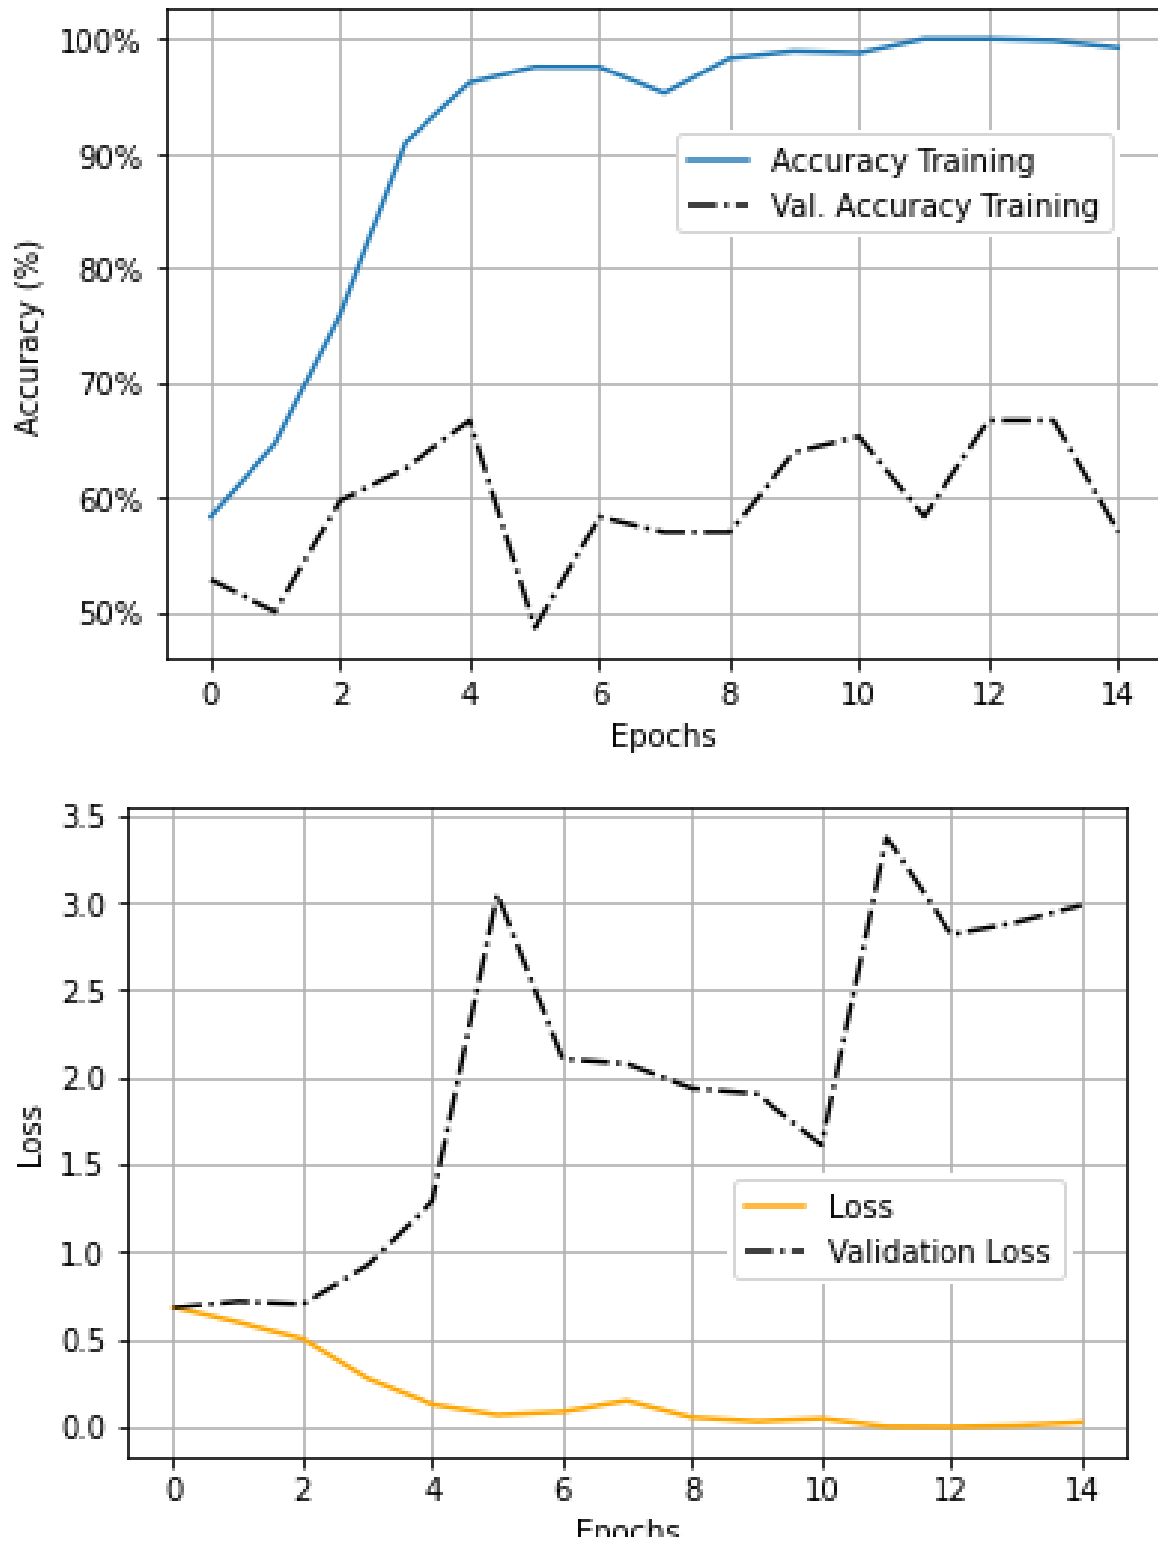 100%
90%
80%
70%
60%
50%
Accuracy (%)
Accuracy Training
Val. Accuracy Training
0 2 4 6 8 10 12 14
Epochs
3.5
3.0
2.5
2.0
1.5
1.0
0.5
0.0
Loss
Loss
Validation Loss
0 2 4 6 8 10 12 14
Epochs